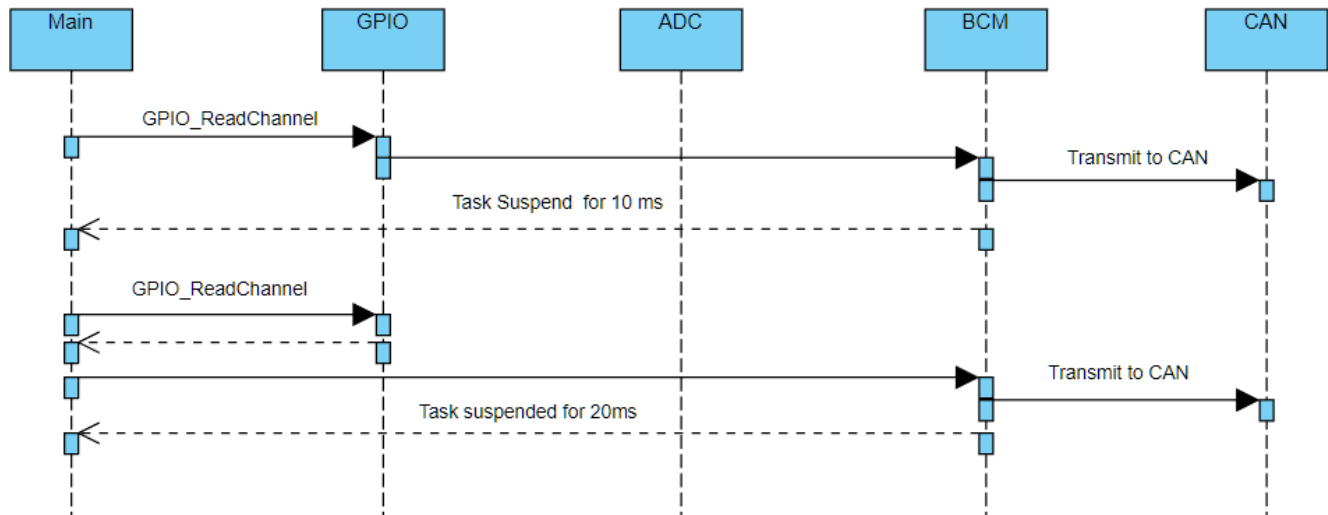 Main
GPIO
ADC
BCM
CAN
GPIO_ReadChannel
Transmit to CAN
Task Suspend for 10 ms
GPIO_ReadChannel
Transmit to CAN
Task suspended for 20ms